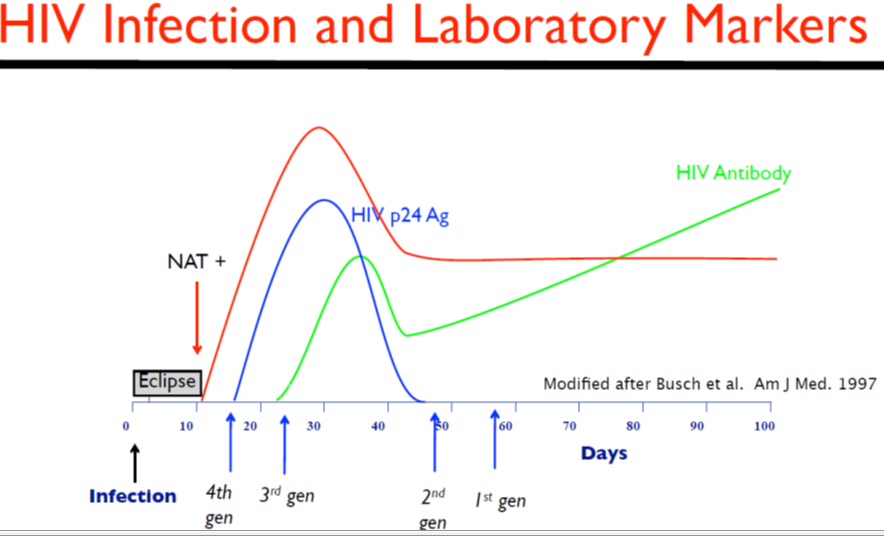 HIV Infection and Laboratory Markers
HIV Antibody
HIV p24 Ag
NAT +
Eclipse
Modified after Busch et al. Am J Med. 1997
0 10 20 30 40 50 60 70 80 90 100
Days
Infection
4th
gen
3rd gen
2nd
gen
1st gen